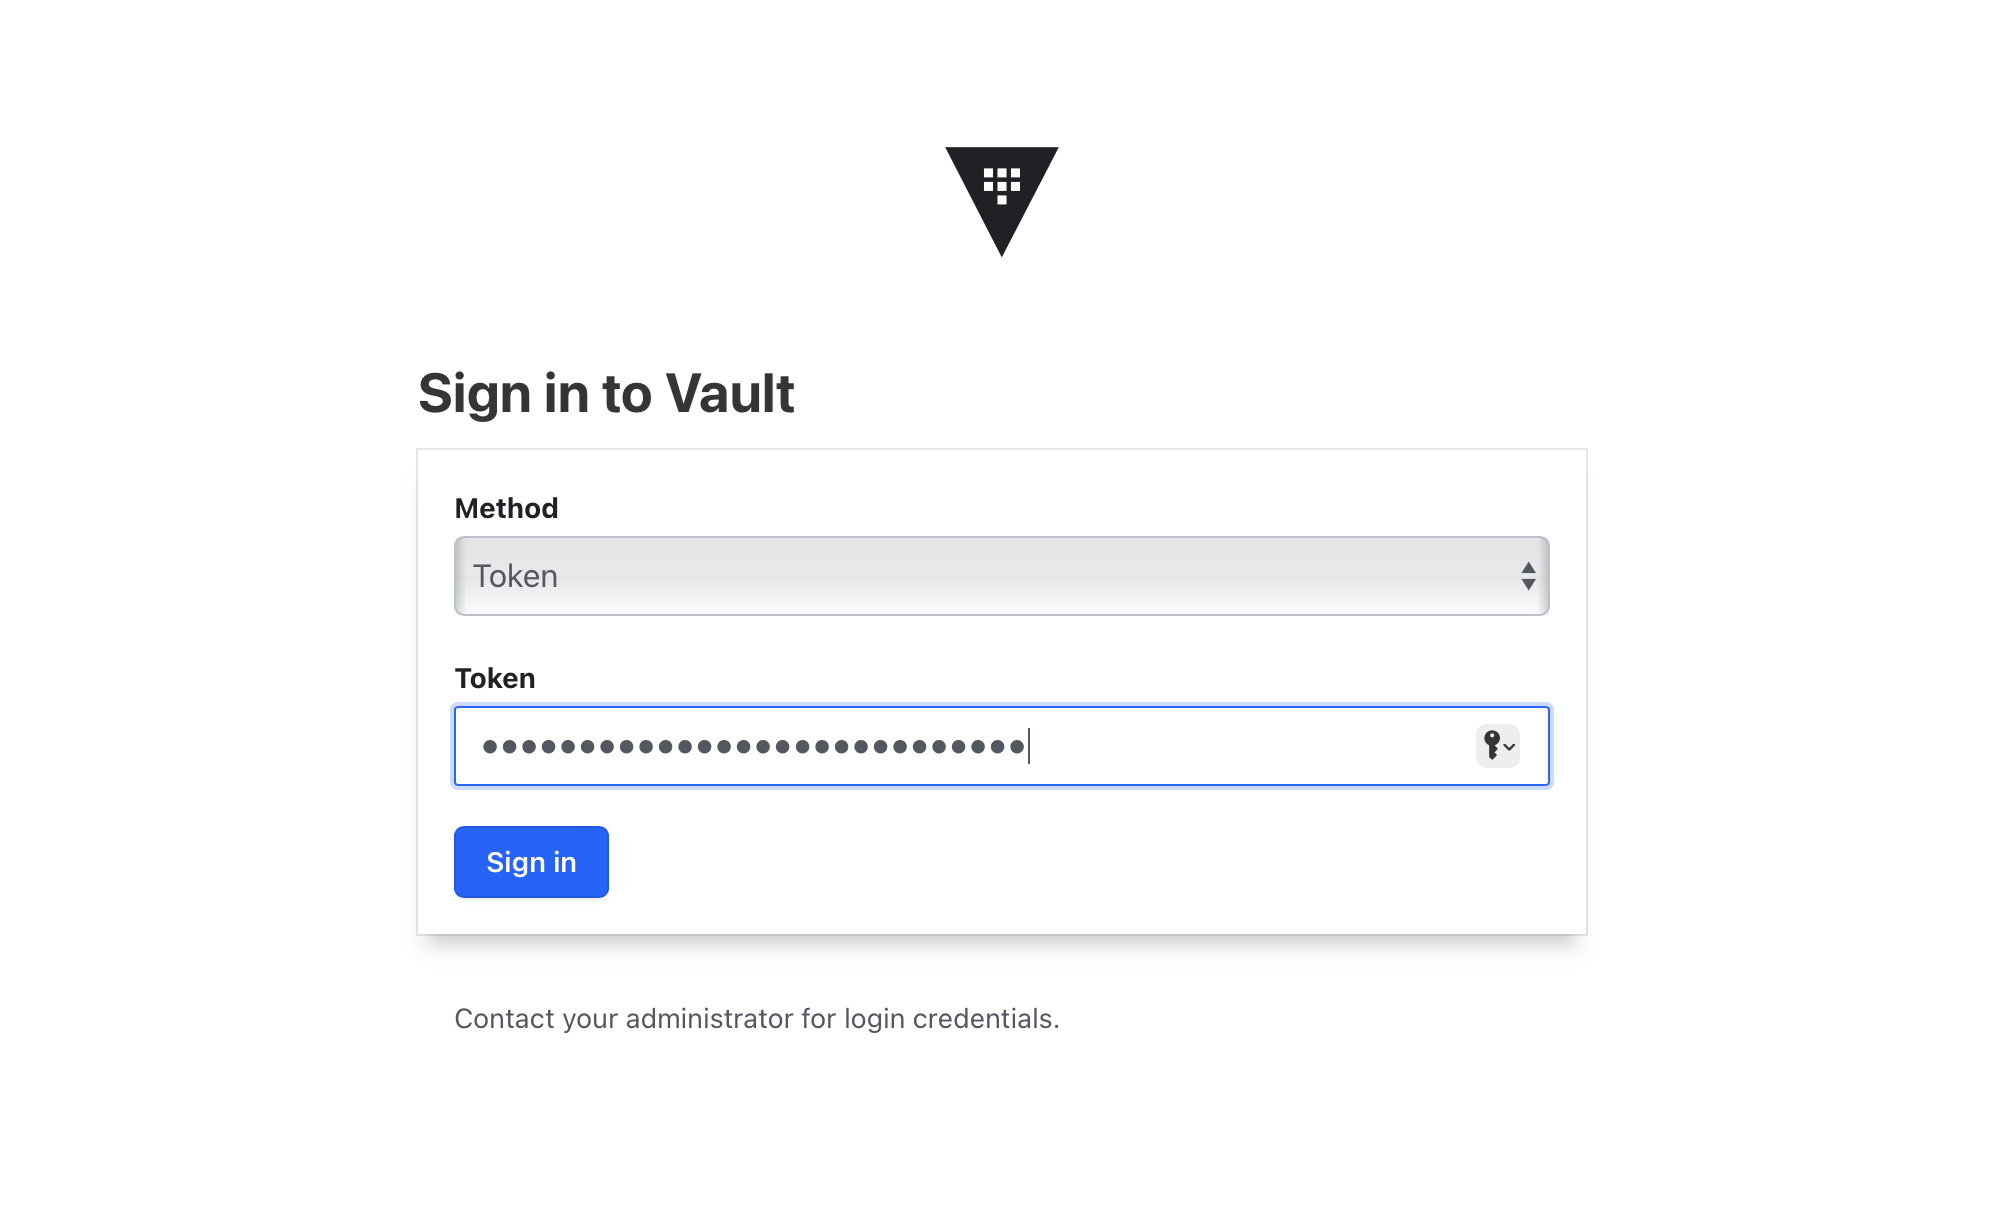 Sign in to Vault
Method
Token
Token
••••••••••••••••••••••••••••
Sign in
Contact your administrator for login credentials.